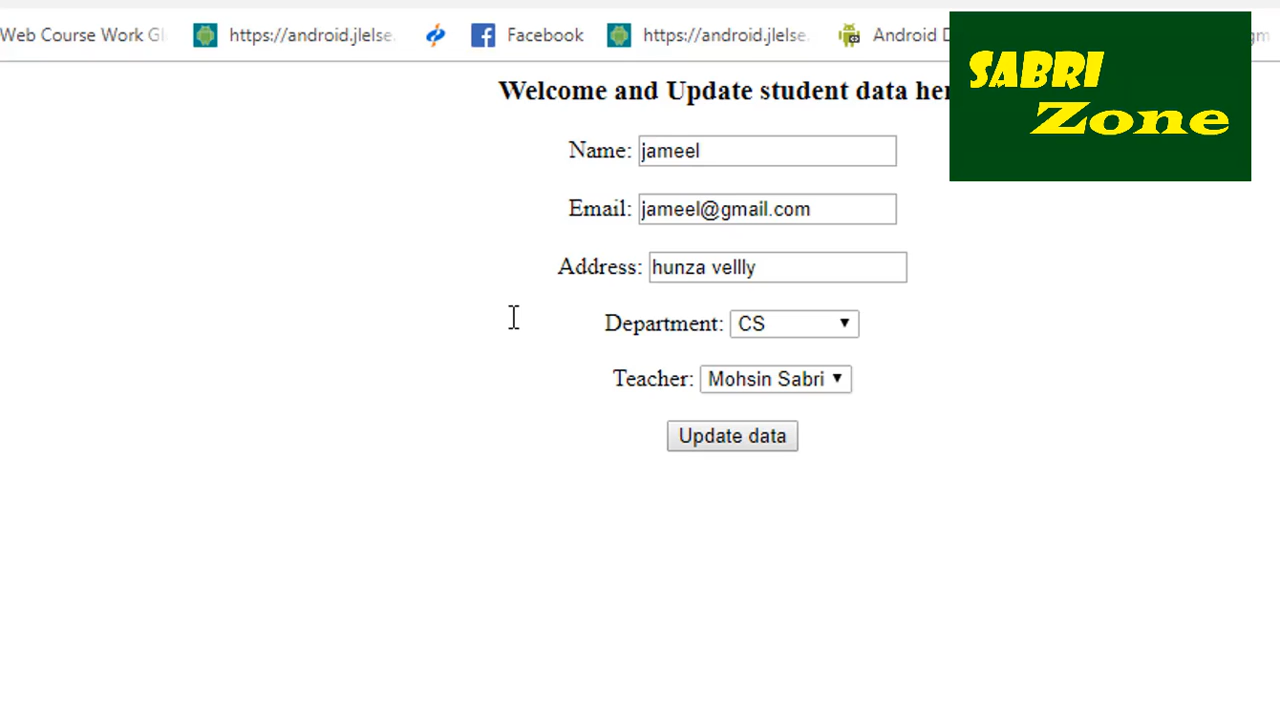 Web Course Work https://android.jlelse. Facebook https://android.jlelse. Android
Welcome and Update student data
SABRI
Zone
Name: jameel
Email: jameel@gmail.com
Address: hunza vellly
Department: CS
Teacher: Mohsin Sabri
Update data